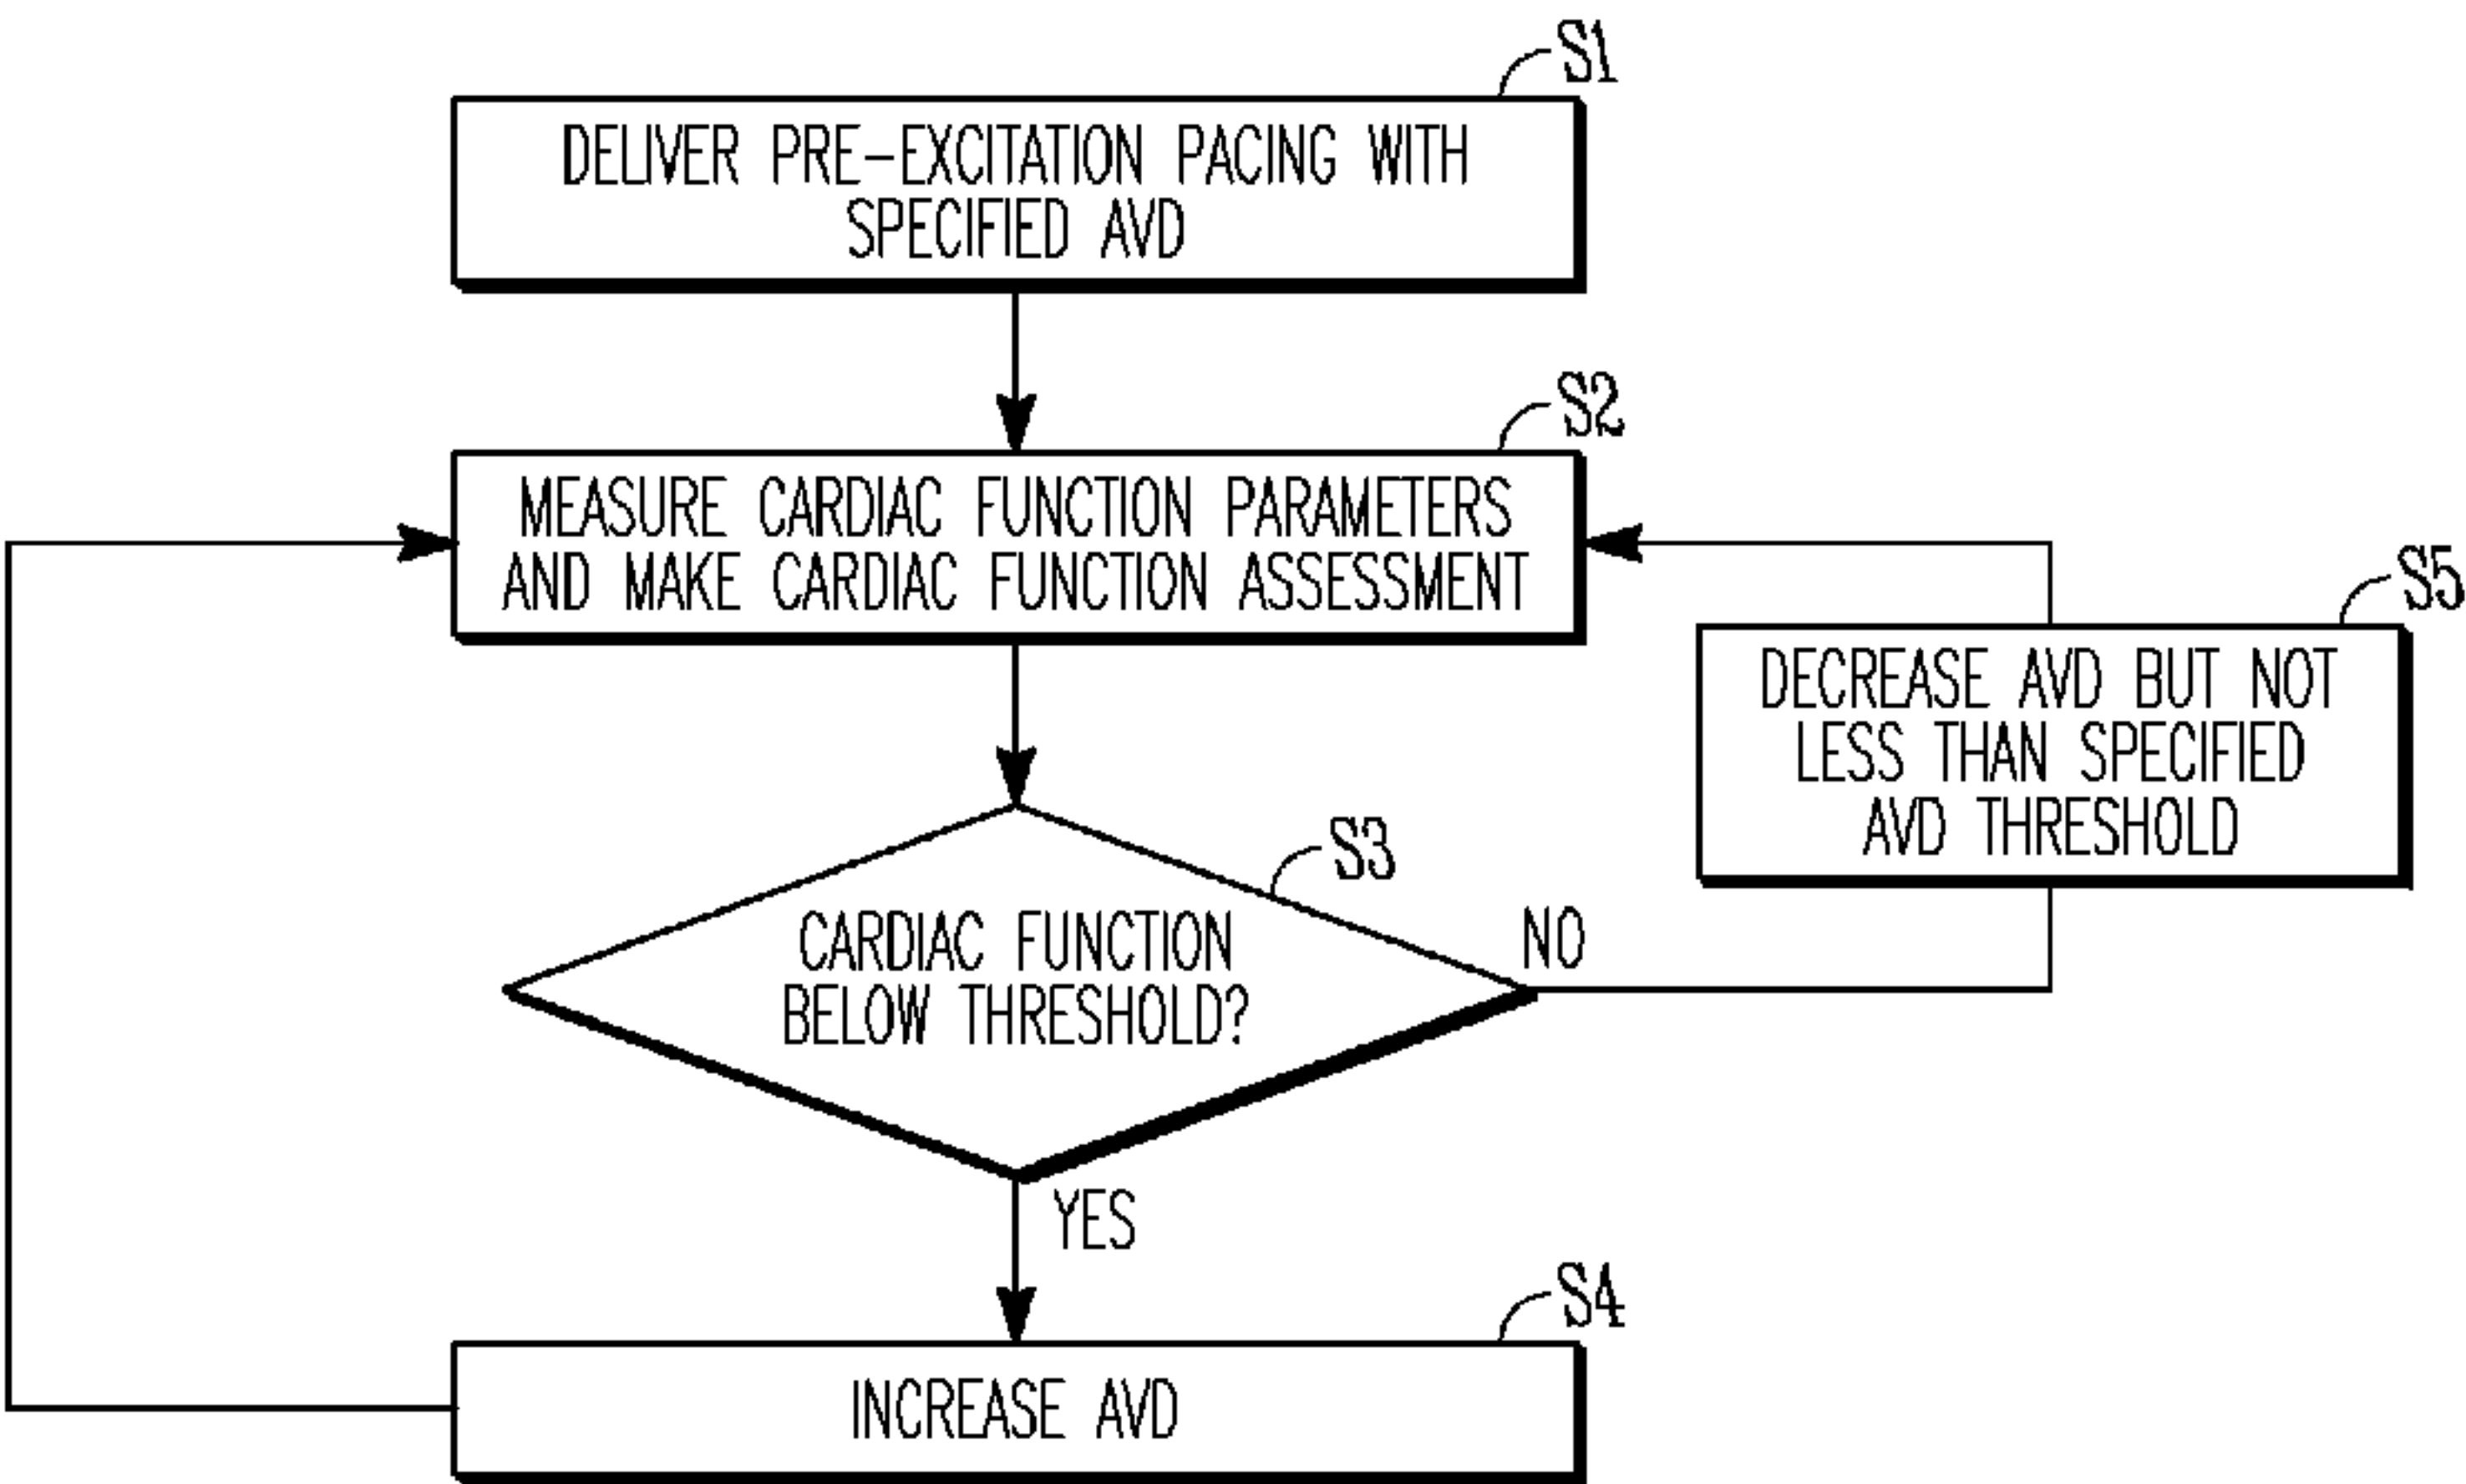 S1
DELIVER PRE-EXCITATION PACING WITH
SPECIFIED AVD
S2
MEASURE CARDIAC FUNCTION PARAMETERS
AND MAKE CARDIAC FUNCTION ASSESSMENT
S5
DECREASE AVD BUT NOT
LESS THAN SPECIFIED
AVD THRESHOLD
S3
CARDIAC FUNCTION
BELOW THRESHOLD?
NO
YES
S4
INCREASE AVD